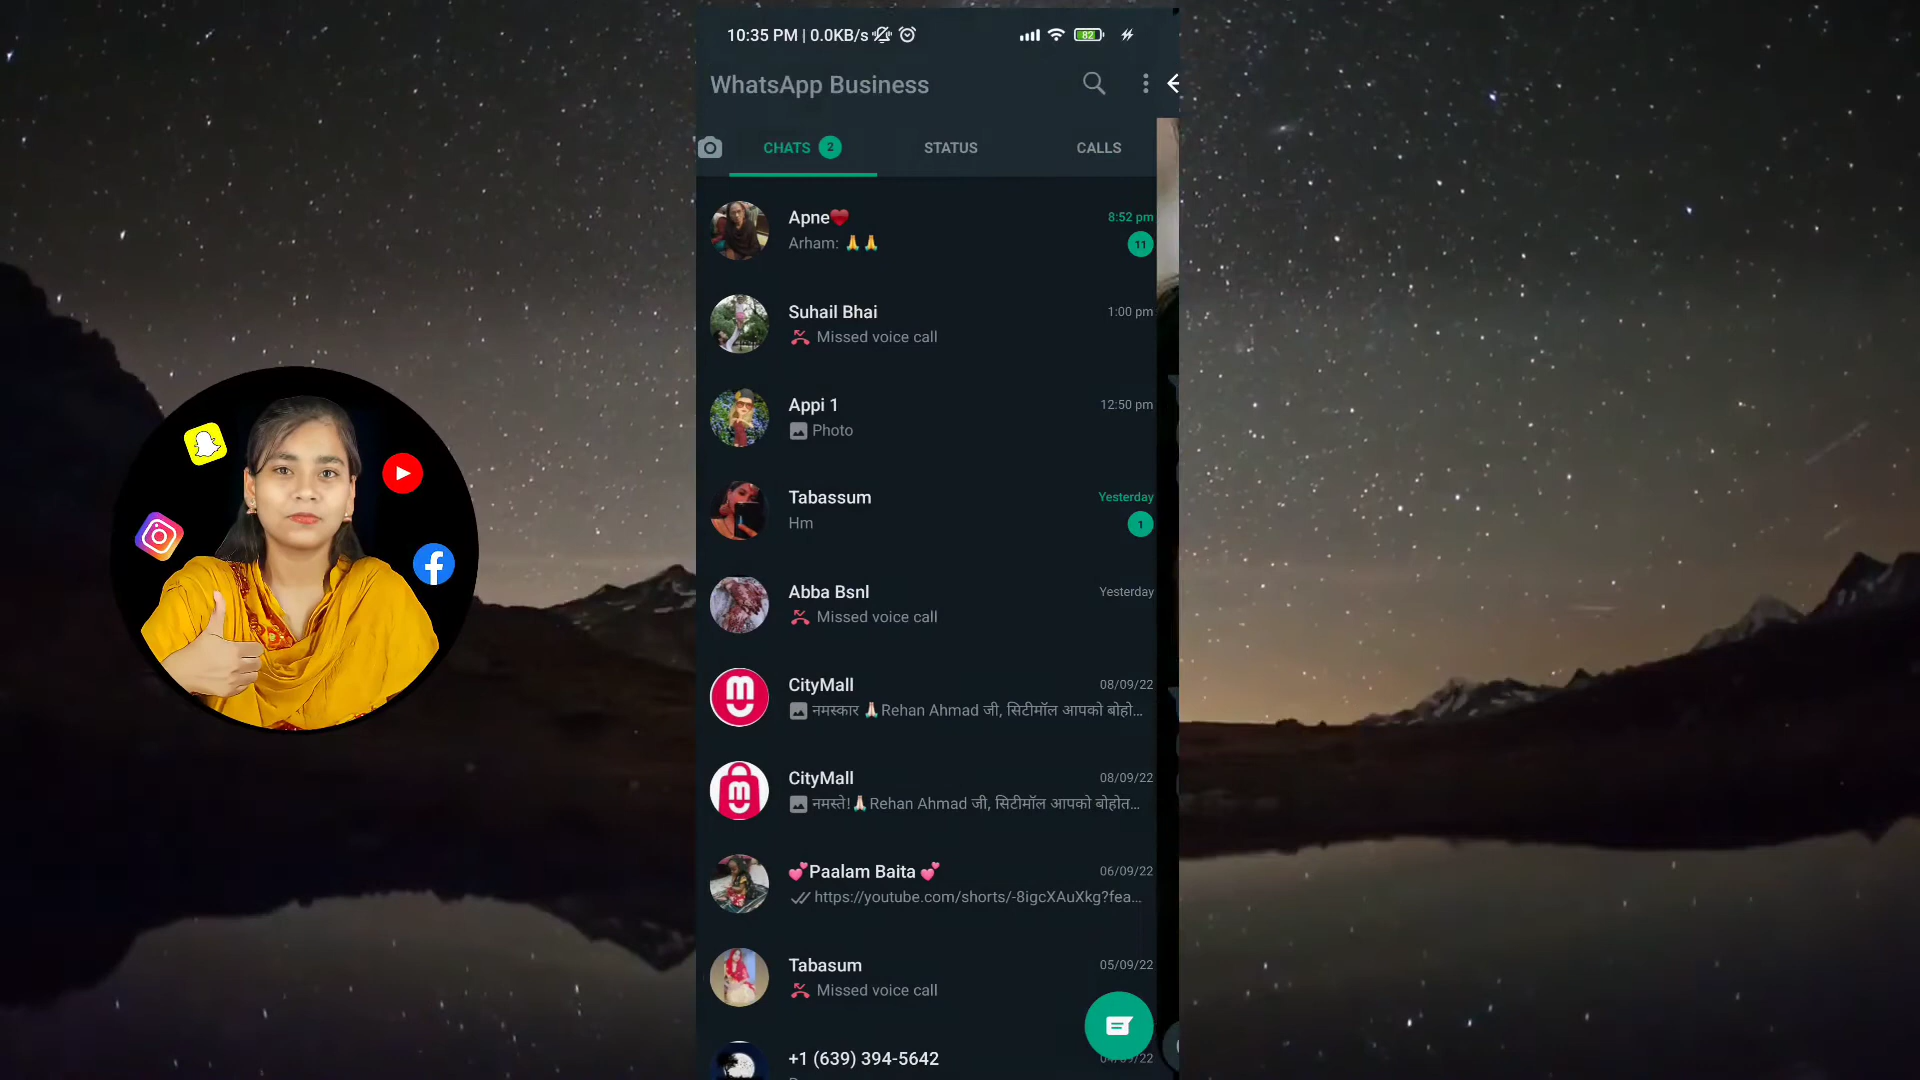 10:35 PM | 0.0KB/s 82
WhatsApp Business
CHATS 2 STATUS CALLS
Apne❤️ 8:52 pm
Arham: 🙏🙏 11
Suhail Bhai 1:00 pm
Missed voice call
Appi 1 12:50 pm
Photo
Tabassum Yesterday
Hm 1
Abba Bsnl Yesterday
Missed voice call
CityMall 08/09/22
नमस्कार 🙏🏻Rehan Ahmad जी, सिटीमॉल आपको बोहो...
CityMall 08/09/22
नमस्ते!🙏🏻Rehan Ahmad जी, सिटीमॉल आपको बोहोत...
💕Paalam Baita 💕 06/09/22
https://youtube.com/shorts/-8igcXAuXkg?fea...
Tabasum 05/09/22
Missed voice call
+1 (639) 394-5642